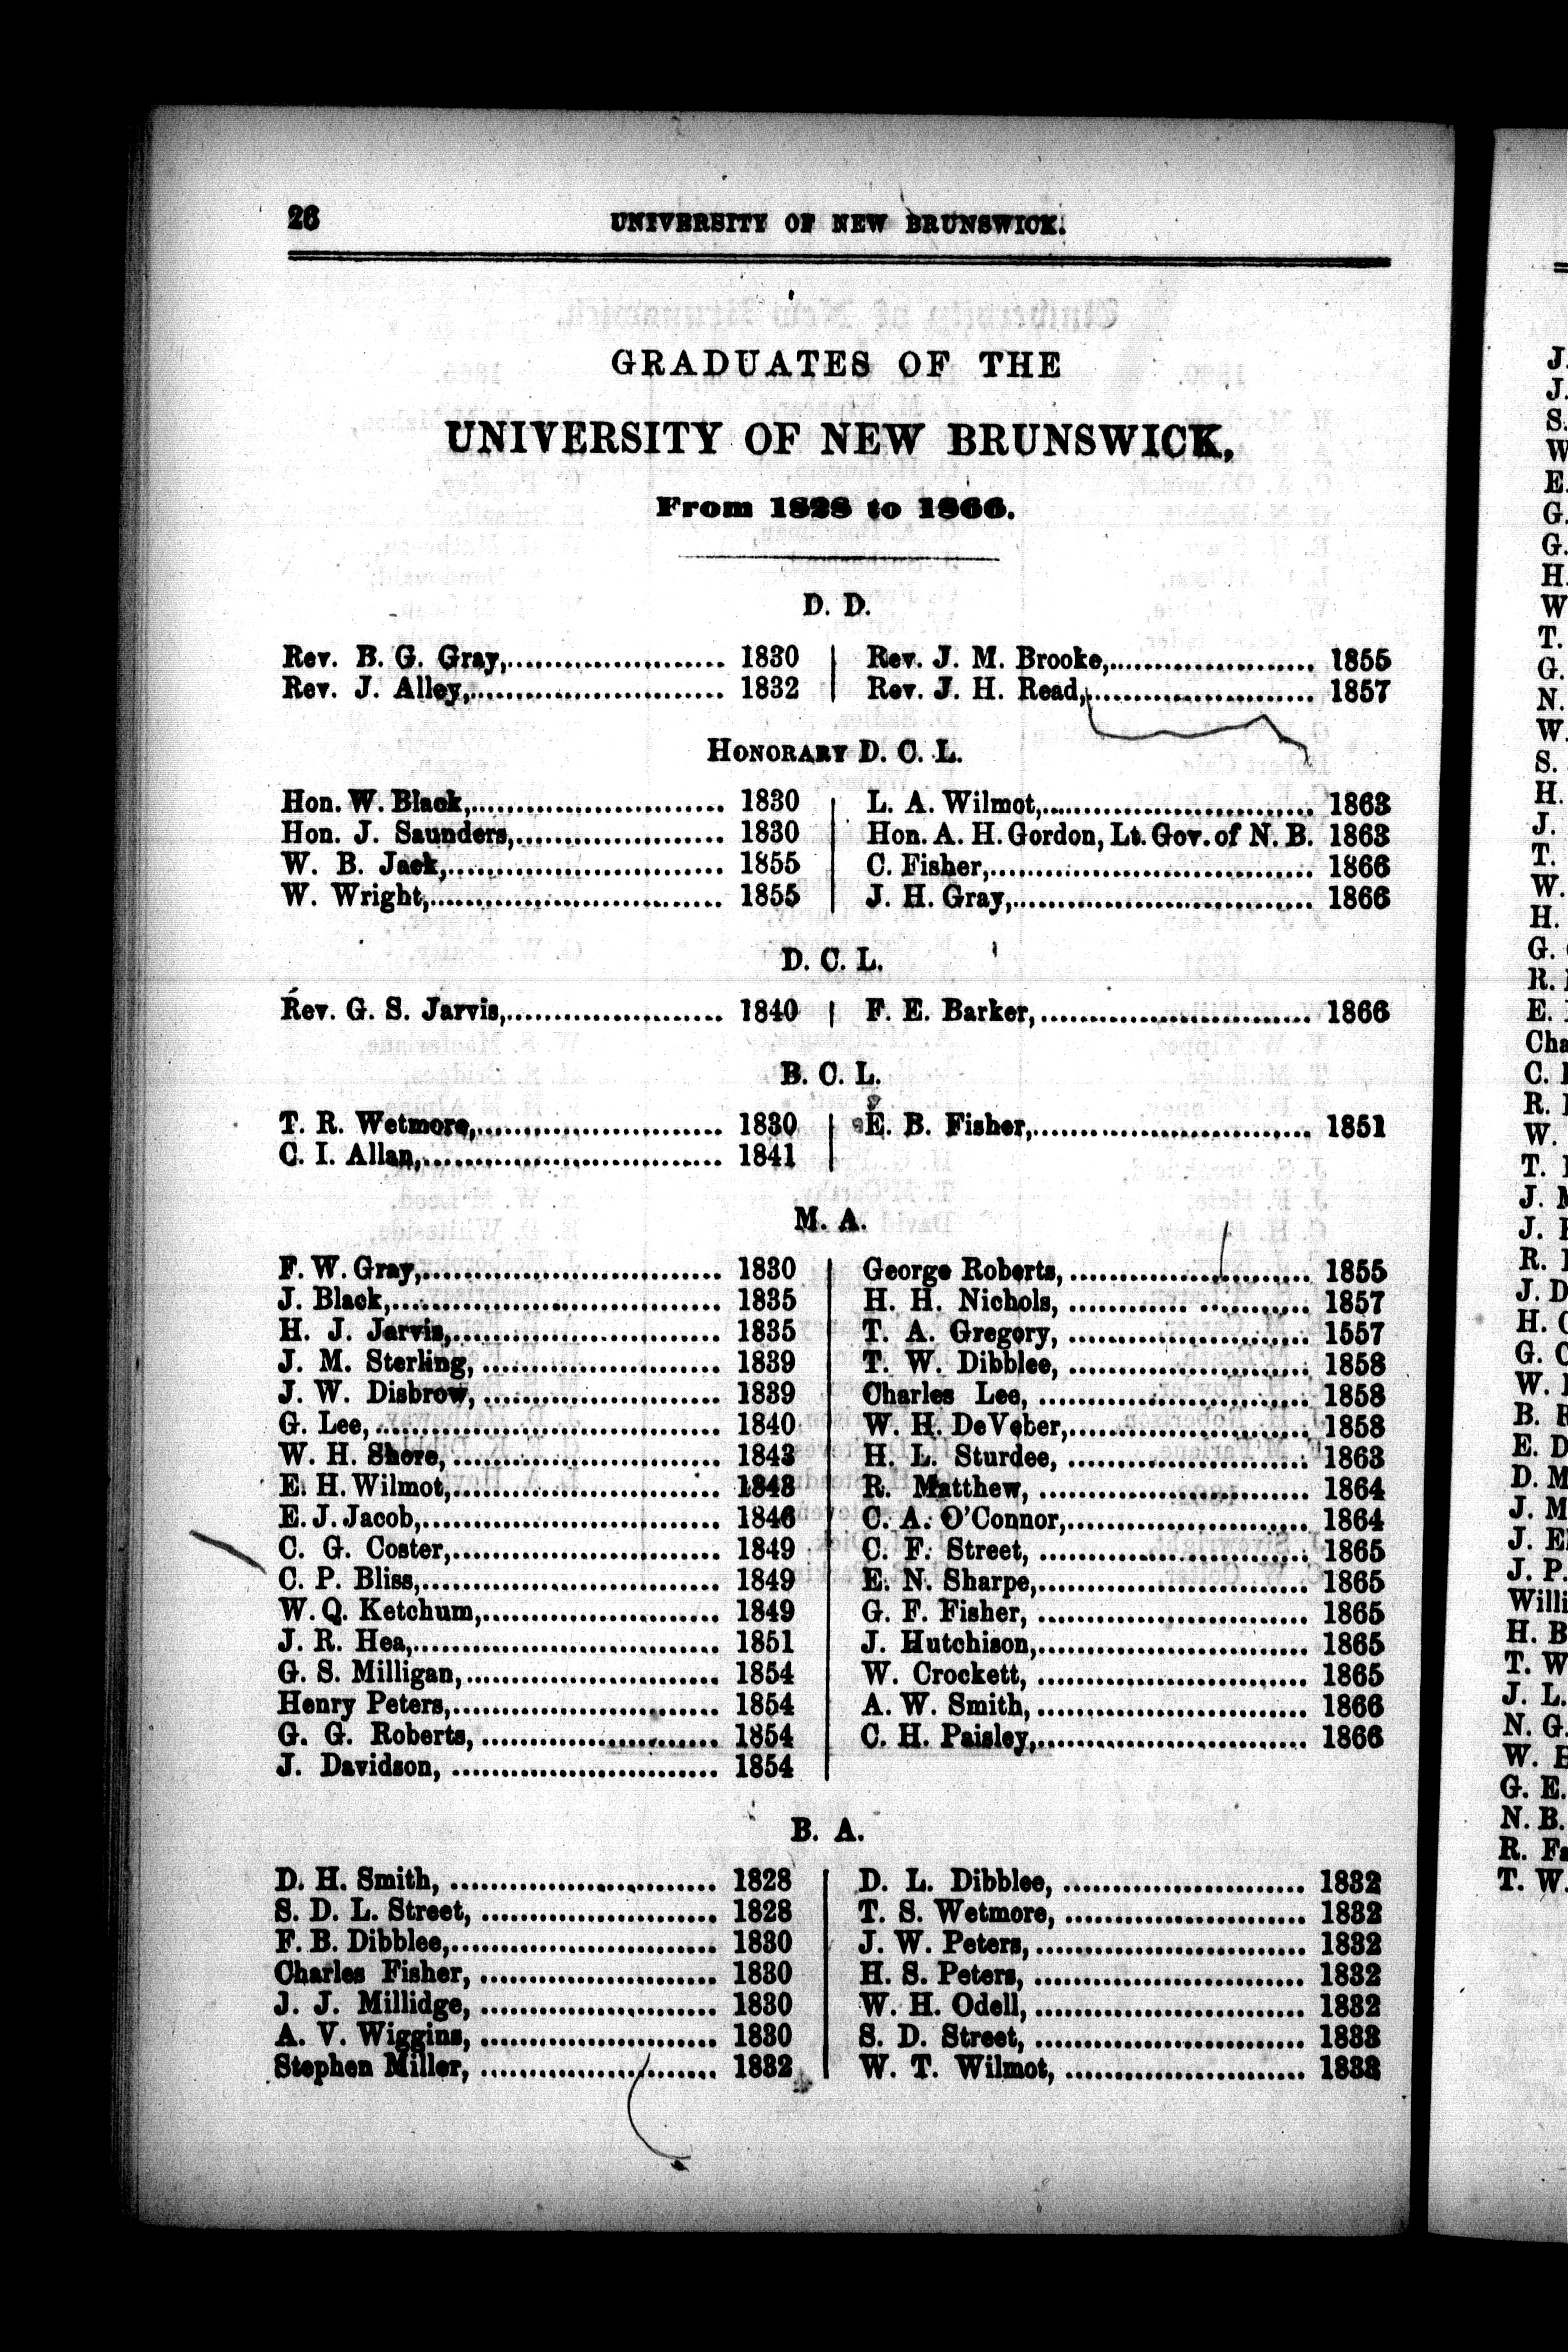 26 UNIVERSITY OF NEW BRUNSWICK.
GRADUATES OF THE
UNIVERSITY OF NEW BRUNSWICK,
From 1828 to 1866.
D. D.
Rev. B. G. Gray,........................ 1830
Rev. J. Alley,............................ 1832
Rev. J. M. Brooke,...................... 1855
Rev. J. H. Read,........................ 1857
HONORARY D. C. L.
Hon. W. Black,............................ 1830
Hon. J. Saunders,....................... 1830
W. B. Jack,............................... 1855
W. Wright,................................ 1855
L. A. Wilmot,.............................. 1863
Hon. A. H. Gordon, Lt. Gov. of N. B. 1863
C. Fisher,.................................... 1866
J. H. Gray,.................................. 1866
D. C. L.
Rev. G. S. Jarvis,........................ 1840
F. E. Barker,.............................. 1866
B. C. L.
T. R. Wetmore,........................... 1830
C. I. Allan,................................. 1841
E. B. Fisher,............................... 1851
M. A.
F. W. Gray,................................. 1830
J. Black,..................................... 1835
H. J. Jarvis,............................... 1835
J. M. Sterling, .......................... 1839
J. W. Disbrow, .......................... 1839
G. Lee, ...................................... 1840
W. H. Shore, ............................. 1843
E. H. Wilmot,.............................. 1843
E. J. Jacob,................................. 1846
C. G. Coster,.............................. 1849
C. P. Bliss,................................. 1849
W. Q. Ketchum,.......................... 1849
J. R. Hea,.................................. 1851
G. S. Milligan,............................ 1854
Henry Peters,.............................. 1854
G. G. Roberts, .......................... 1854
J. Davidson, ............................. 1854
George Roberts, .......................... 1855
H. H. Nichols, ............ ........... 1857
T. A. Gregory, .......................... 1557
T. W. Dibblee, .......................... 1858
Charles Lee, ............................. 1858
W. H. DeVeber,.......................... 1858
H. L. Sturdee, .......................... 1863
R. Matthew, ............................. 1864
C. A. O'Connor,.......................... 1864
C. F. Street, ............................. 1865
E. N. Sharpe,............................. 1865
G. F. Fisher, ............................. 1865
J. Hutchison,............................. 1865
W. Crockett, ............................. 1865
A. W. Smith, ............................. 1866
C. H. Paisley,............................. 1866
B. A.
D. H. Smith, ............................. 1828
S. D. L. Street, .......................... 1828
F. B. Dibblee,............................. 1830
Charles Fisher, .......................... 1830
J. J. Millidge, .......................... 1830
A. V. Wiggins, .......................... 1830
Stephen Miller, .......................... 1832
D. L. Dibblee, .......................... 1832
T. S. Wetmore, .......................... 1832
J. W. Peters, ............................. 1832
H. S. Peters, ............................. 1832
W. H. Odell, ............................. 1832
S. D. Street, ............................. 1833
W. T. Wilmot, .......................... 1833